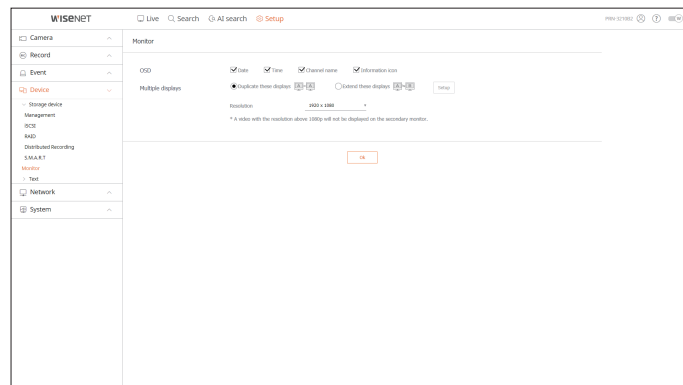 WISENET
Live Search AI search Setup
PRN-3210B2
Camera
Record
Event
Device
Storage device
Management
iSCSI
RAID
Distributed Recording
S.M.A.R.T
Monitor
Text
Network
System
Monitor
OSD Date Time Channel name Information icon
Multiple displays Duplicate these displays A=A Extend these displays A=B Setup
Resolution 1920 x 1080
* A video with the resolution above 1080p will not be displayed on the secondary monitor.
Ok